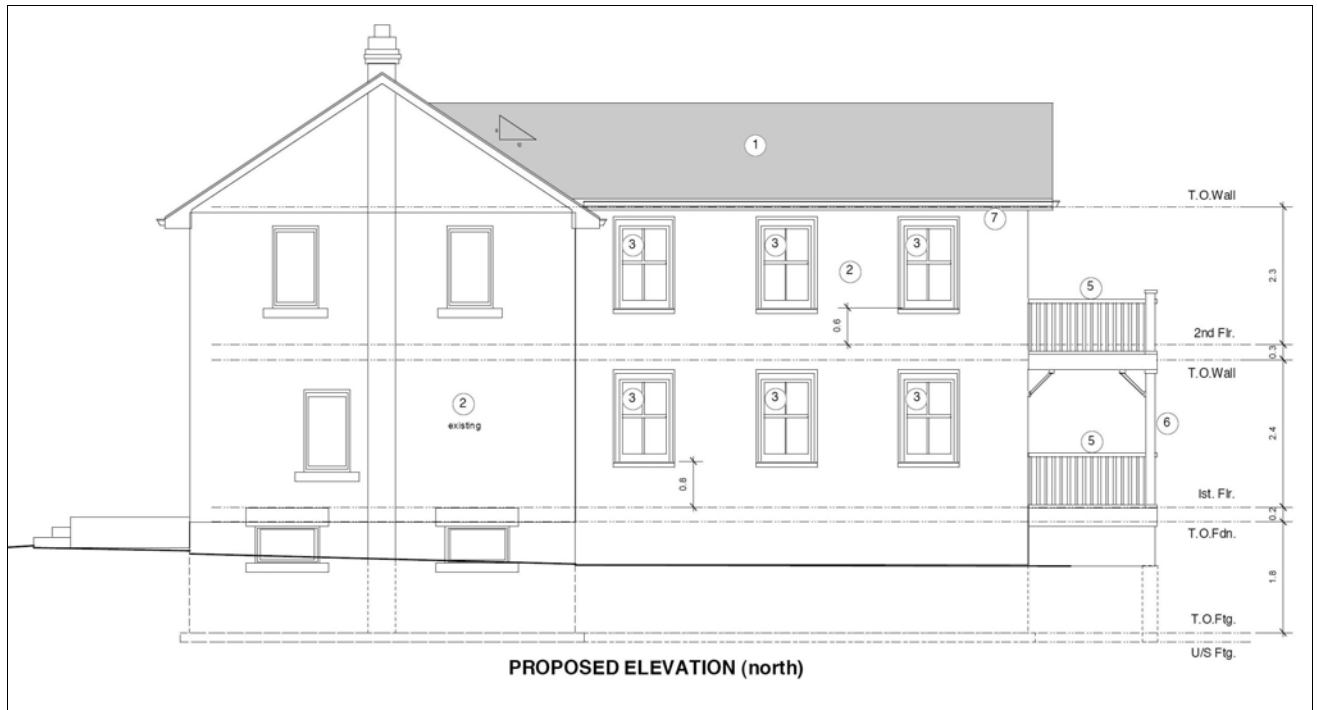 1
T.O.Wall
7
3
3
3
2
2.3
5
0.6
2nd Flr.
0.3
T.O.Wall
3
3
3
2
existing
6
2.4
5
0.8
Ist. Flr.
0.2
T.O.Fdn.
1.8
T.O.Ftg.
U/S Ftg.
PROPOSED ELEVATION (north)